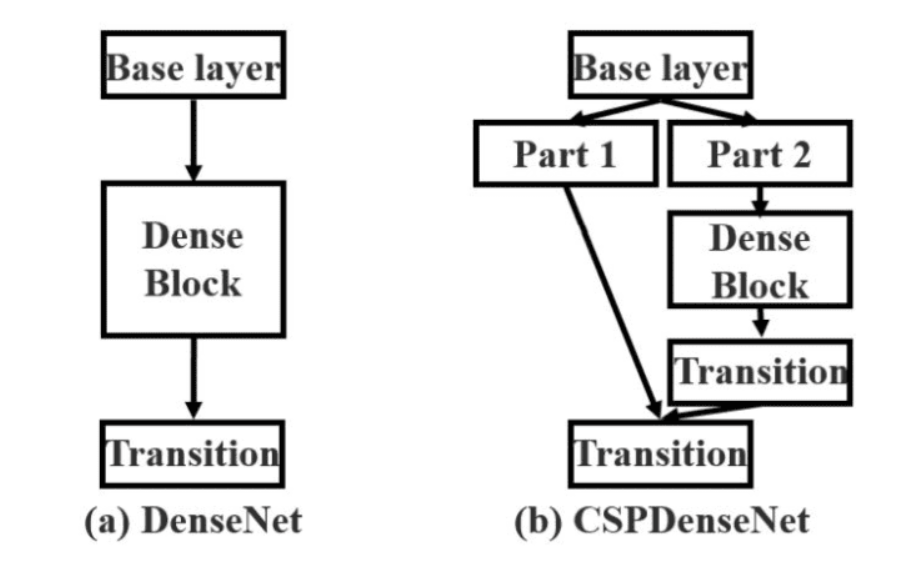 Base layer
Dense
Block
Transition
(a) DenseNet
Base layer
Part 1
Part 2
Dense
Block
Transition
Transition
(b) CSPDenseNet